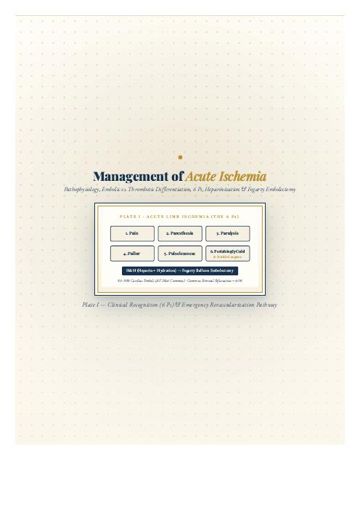 Management of Acute Ischemia
Pathophysiology, Embolic vs Thrombotic Differentiation, 6 Ps, Heparinization & Fogarty Embolectomy
PLATE I · ACUTE LIMB ISCHEMIA (THE 6 Ps)
1. Pain
2. Paresthesia
3. Paralysis
4. Pallor
5. Pulselessness
6. Perishingly Cold
Plate I — Clinical Recognition (6 Ps) & Emergency Revascularization Pathway